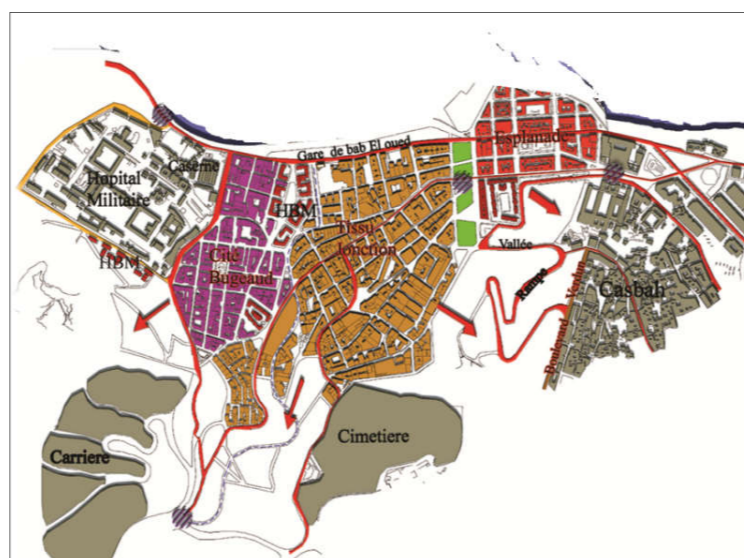 Esplanade
Gare de bab El oued
Caserne
Hopital
Militaire
HBM
Tissu
Jonction
Vallée
HBM
Cité
Bugeaud
Rampe
Boulevard Verdun
Casbah
Cimetiere
Carriere